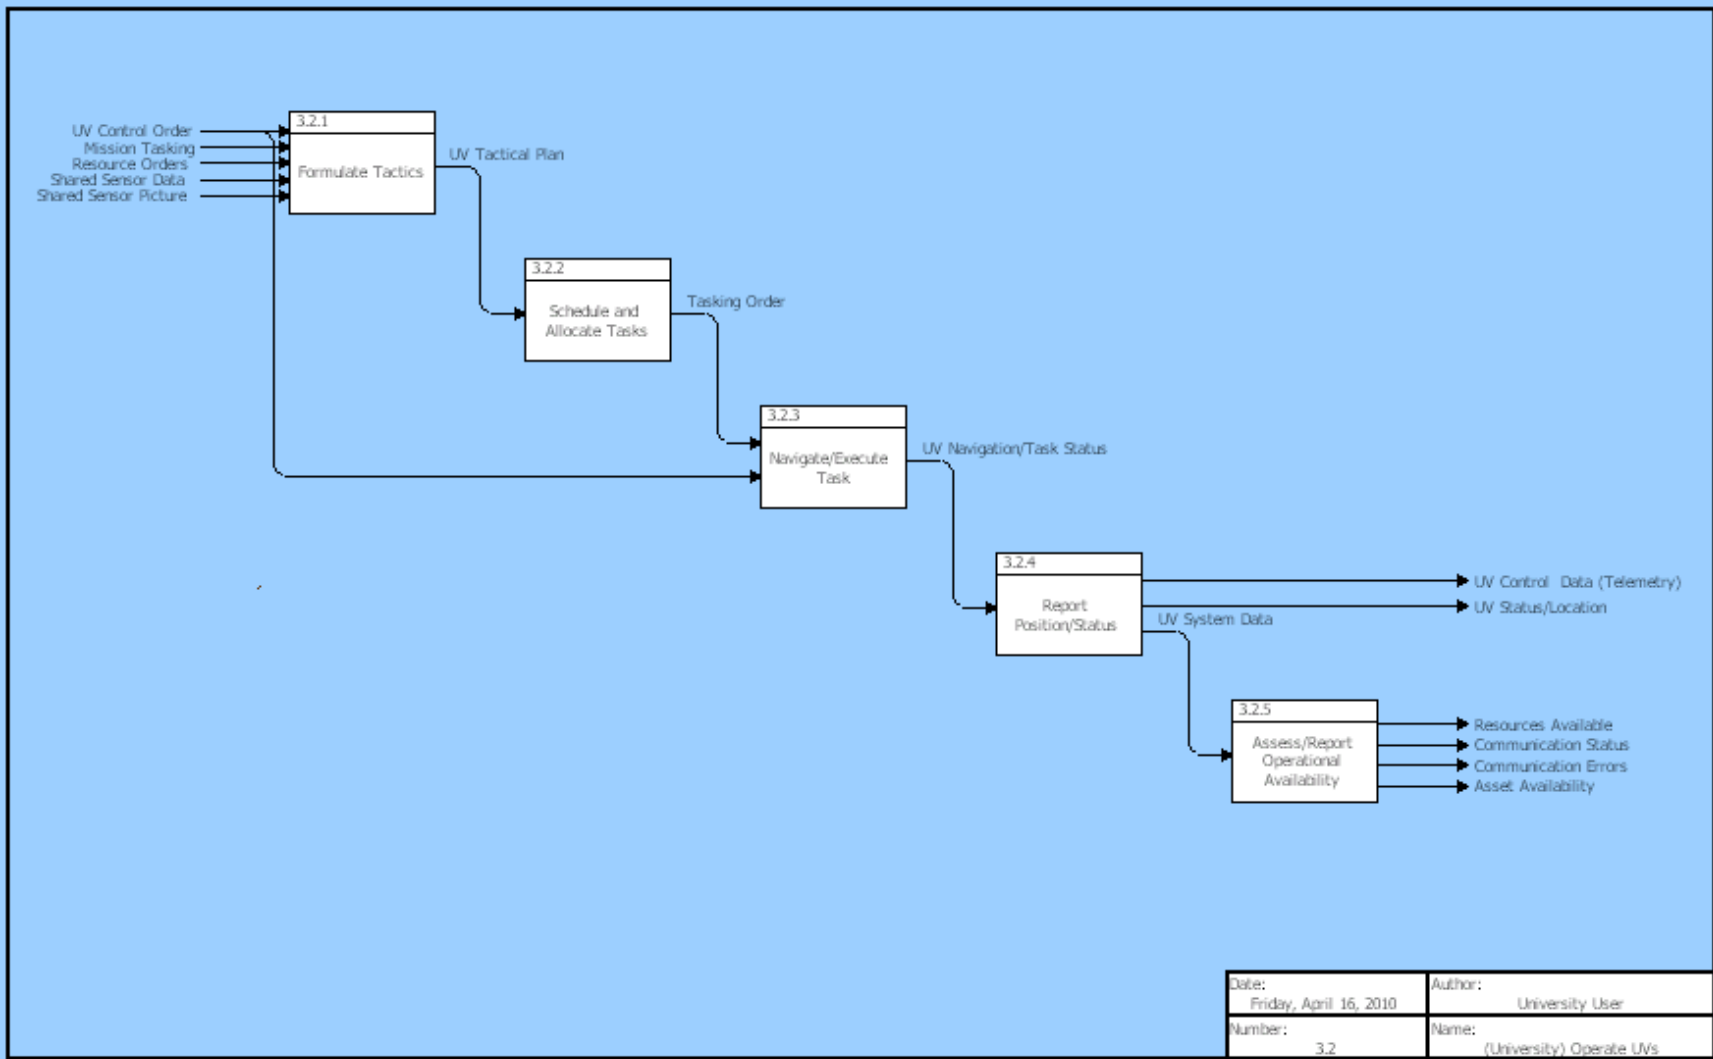 UV Control Order
Mission Tasking
Resource Orders
Shared Sensor Data
Shared Sensor Picture
3.2.1
Formulate Tactics
UV Tactical Plan
3.2.2
Schedule and
Allocate Tasks
Tasking Order
3.2.3
Navigate/Execute
Task
UV Navigation/Task Status
3.2.4
Report
Position/Status
UV Control Data (Telemetry)
UV Status/Location
UV System Data
3.2.5
Assess/Report
Operational
Availability
Resources Available
Communication Status
Communication Errors
Asset Availability
Date:
Friday, April 16, 2010
Author:
University User
Number:
3.2
Name:
(University) Operate UVs